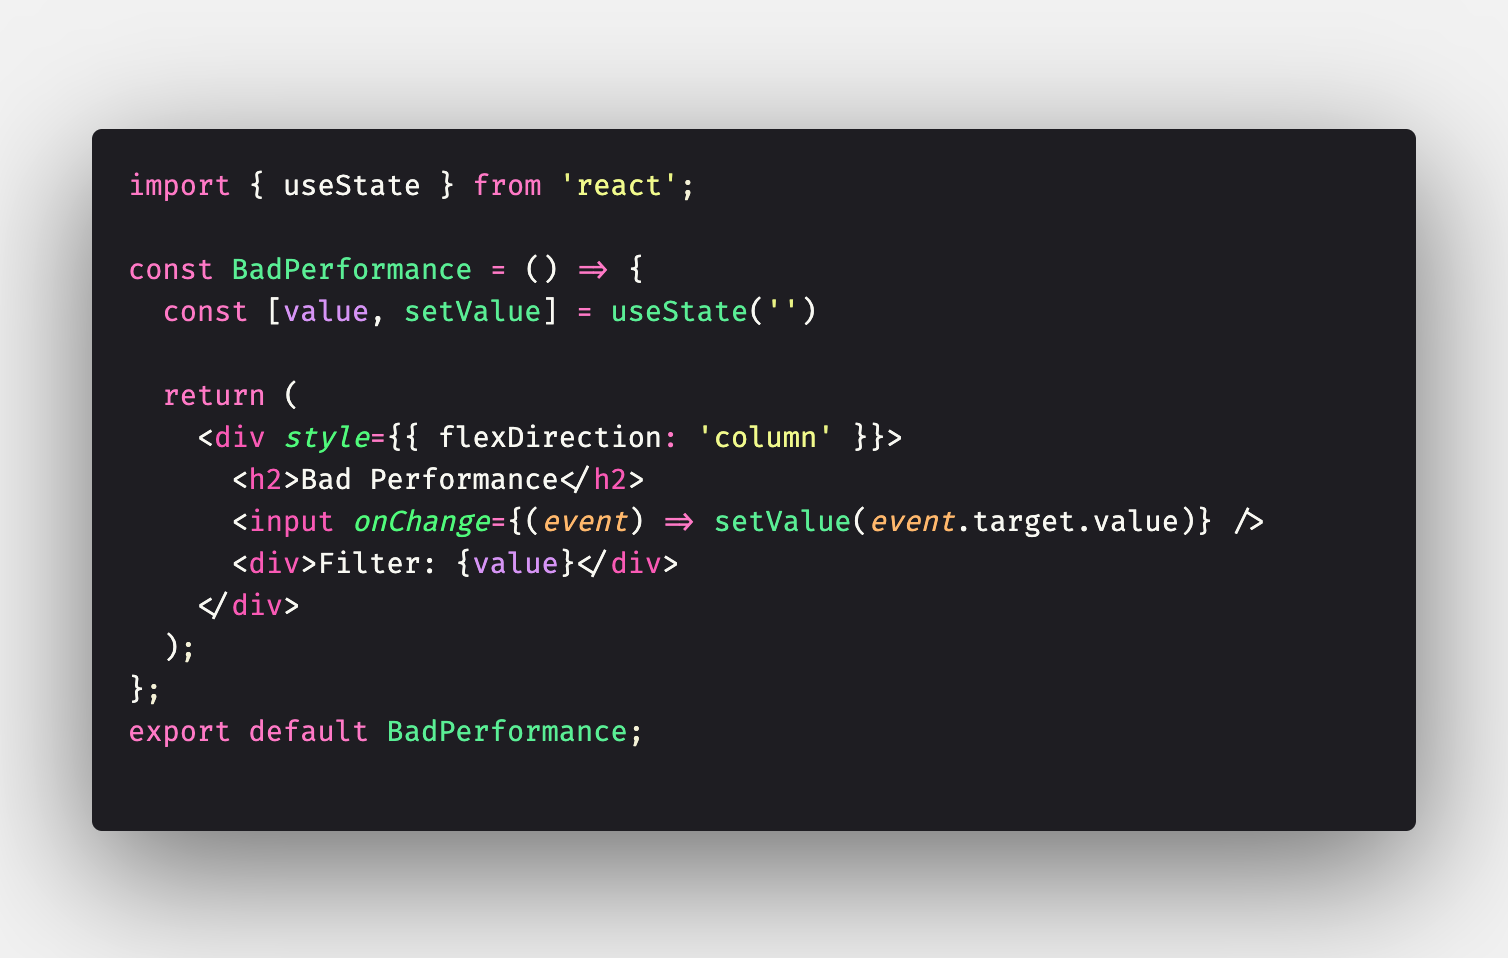 import { useState } from 'react';
const BadPerformance = () => {
const [value, setValue] = useState('')
return (
<div style={{ flexDirection: 'column' }}>
<h2>Bad Performance</h2>
<input onChange={(event) => setValue(event.target.value)} />
<div>Filter: {value}</div>
</div>
);
};
export default BadPerformance;